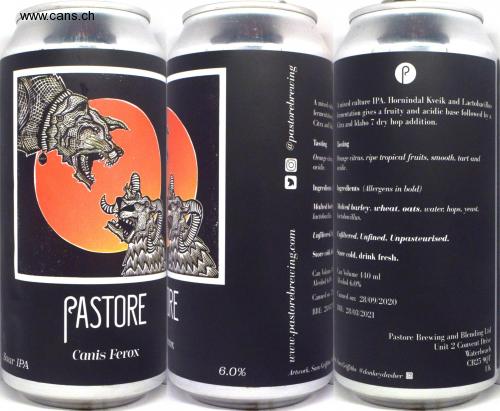 www.cans.ch
PASTORE
Canis Ferox
Sour IPA
RE
6.0%
@pastorebrewing
www.pastorebrewing.com
P
A mixed culture IPA. Hornindal Kveik and Lactobacillus
fermentation gives a fruity and acidic base followed by a
Citra and Idaho 7 dry hop addition.
Tasting
Orange citrus, ripe tropical fruits, smooth, tart and
acidic.
Ingredients (Allergens in bold)
Malted barley, wheat, oats, water, hops, yeast,
lactobacillus.
Unfiltered. Unfined. Unpasteurised.
Store cold, drink fresh.
Can Volume 440 ml
Alcohol 6.0%
Canned on: 28/09/2020
BBE: 28/03/2021
Pastore Brewing and Blending Ltd
Unit 2 Convent Drive
Waterbeach
CB25 9QT
UK
@donkeydasher